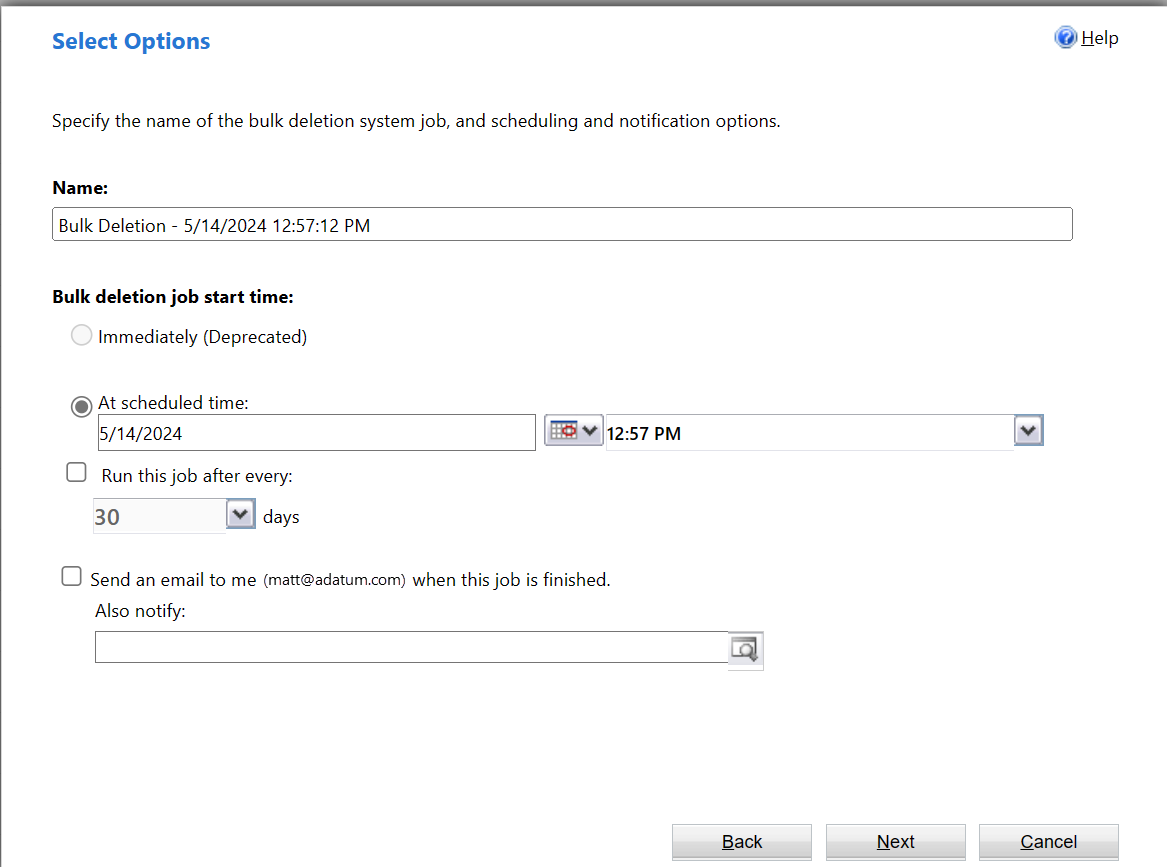 Select Options
Help
Specify the name of the bulk deletion system job, and scheduling and notification options.
Name:
Bulk Deletion - 5/14/2024 12:57:12 PM
Bulk deletion job start time:
Immediately (Deprecated)
At scheduled time:
5/14/2024
12:57 PM
Run this job after every:
30 days
Send an email to me (matt@adatum.com) when this job is finished.
Also notify:
Back
Next
Cancel